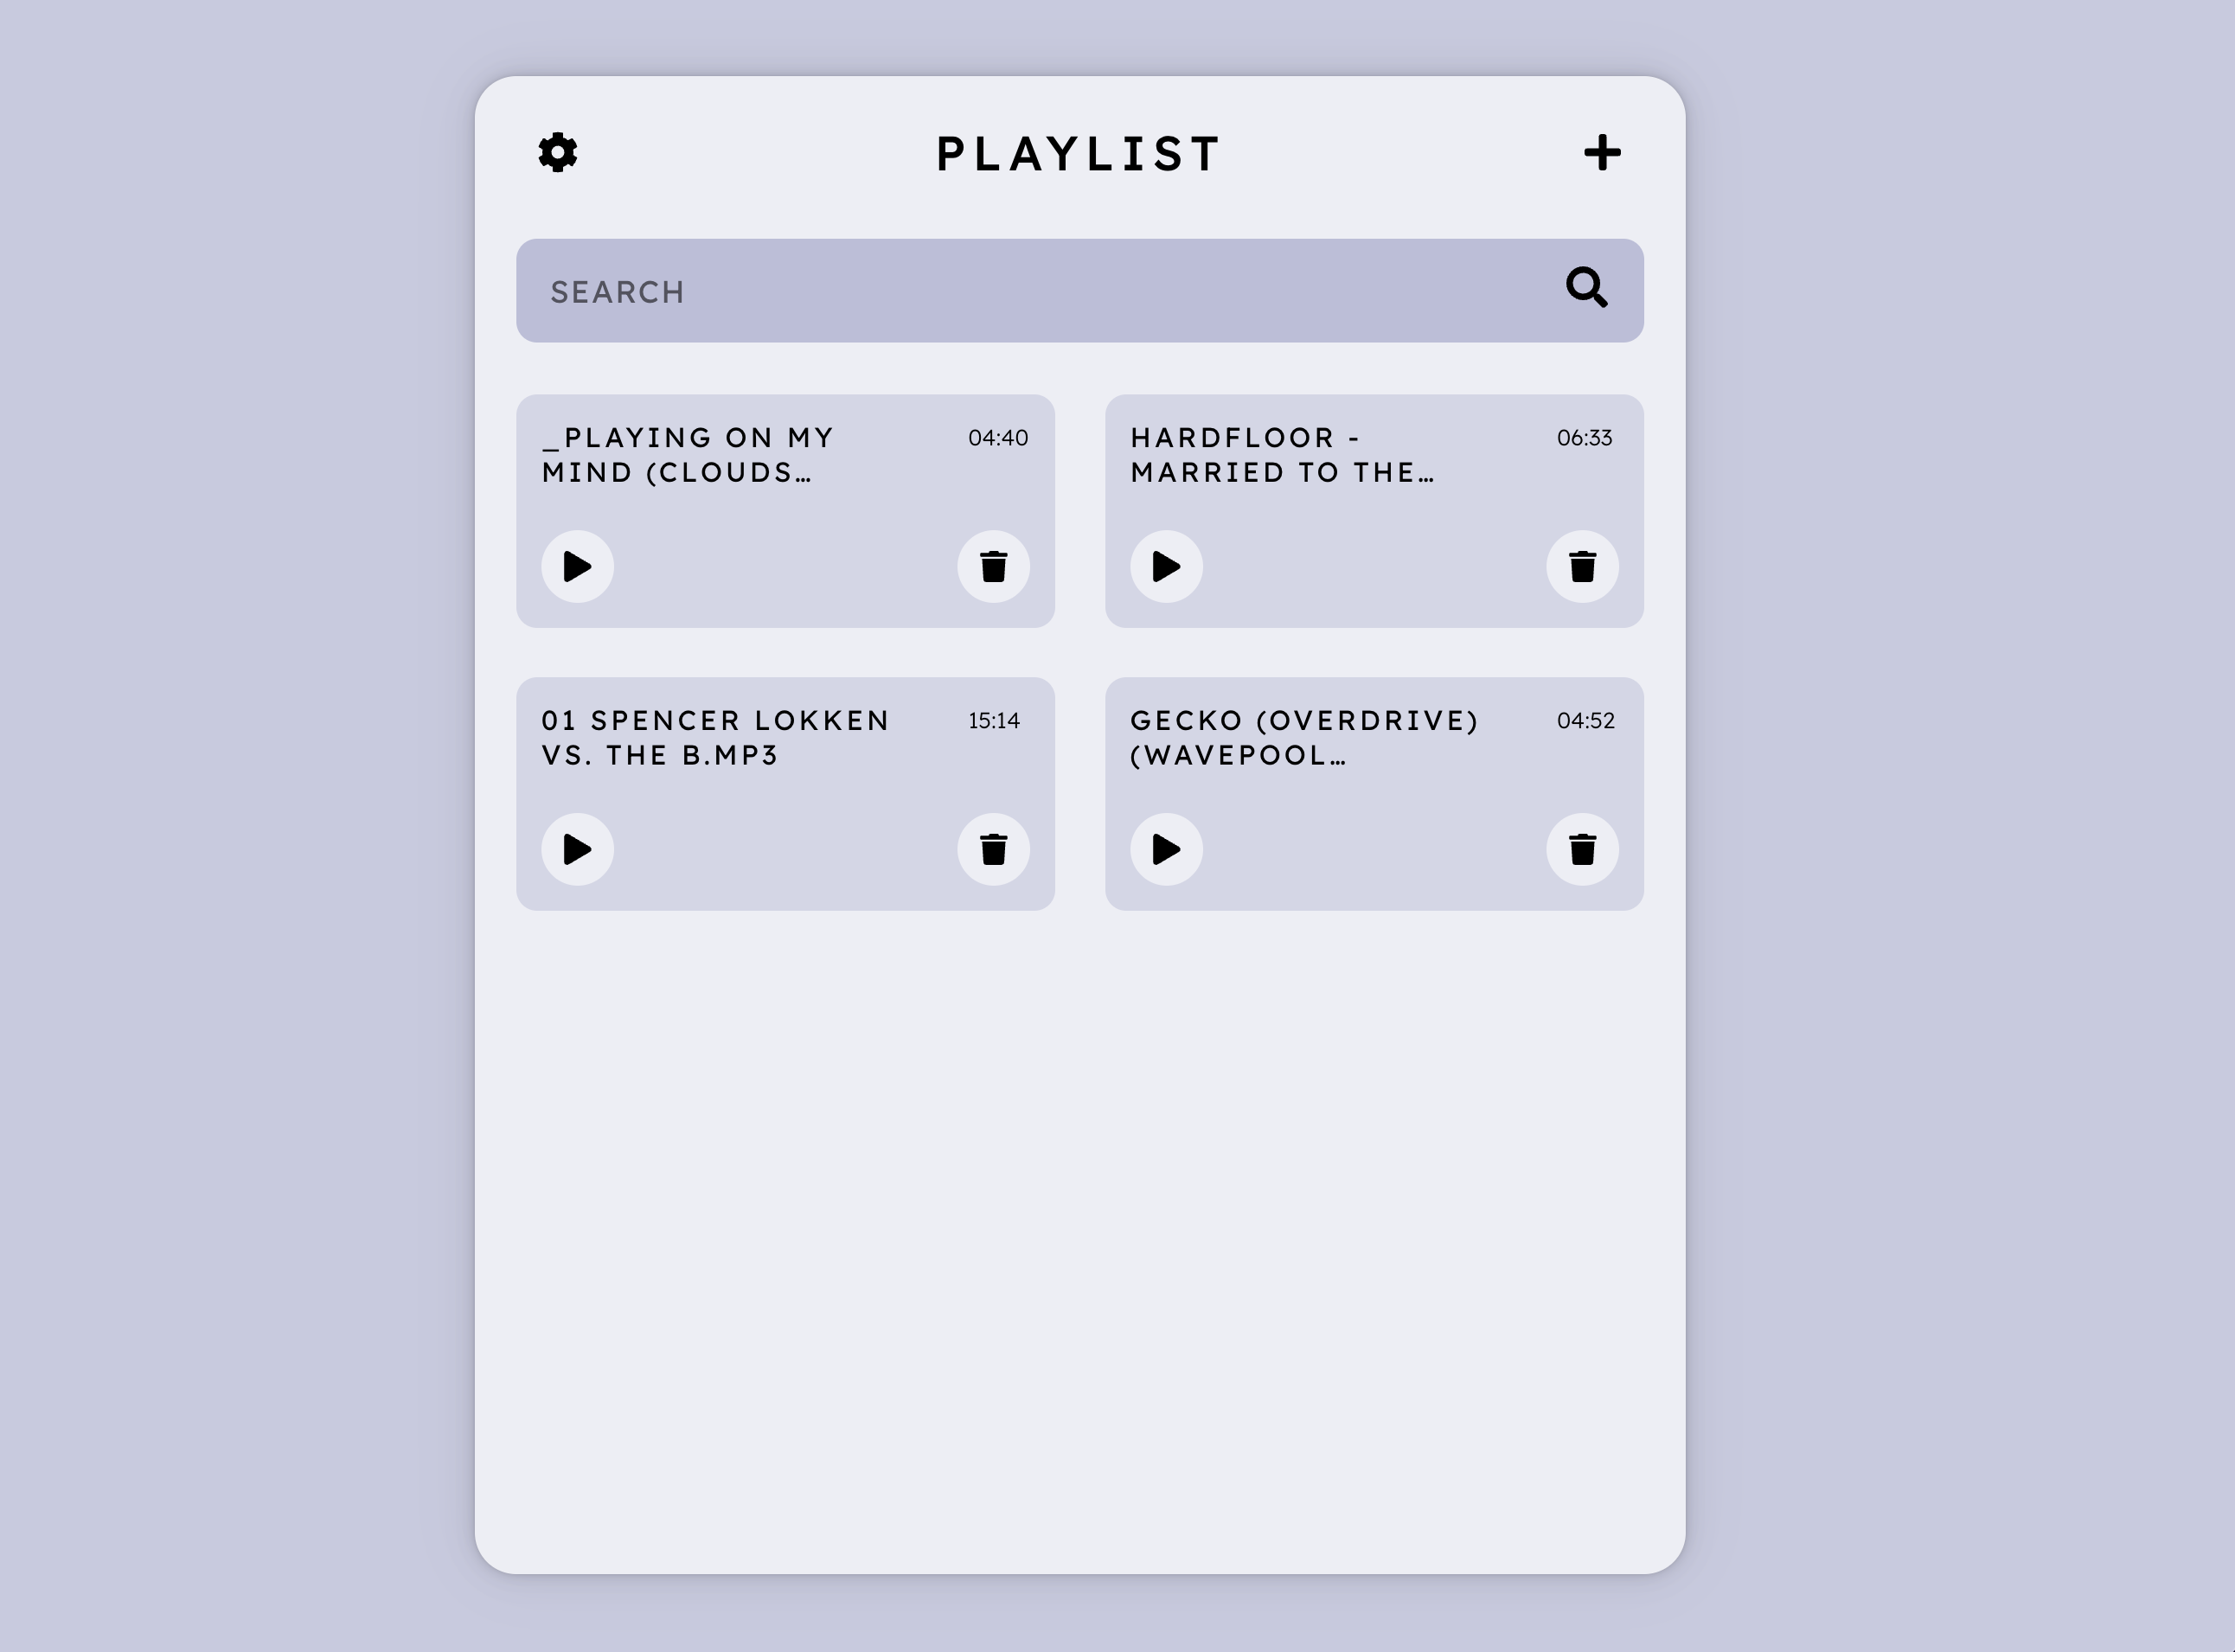 PLAYLIST
SEARCH
_PLAYING ON MY
MIND (CLOUDS…
04:40
HARDFLOOR -
MARRIED TO THE…
06:33
01 SPENCER LOKKEN
VS. THE B.MP3
15:14
GECKO (OVERDRIVE)
(WAVEPOOL…
04:52